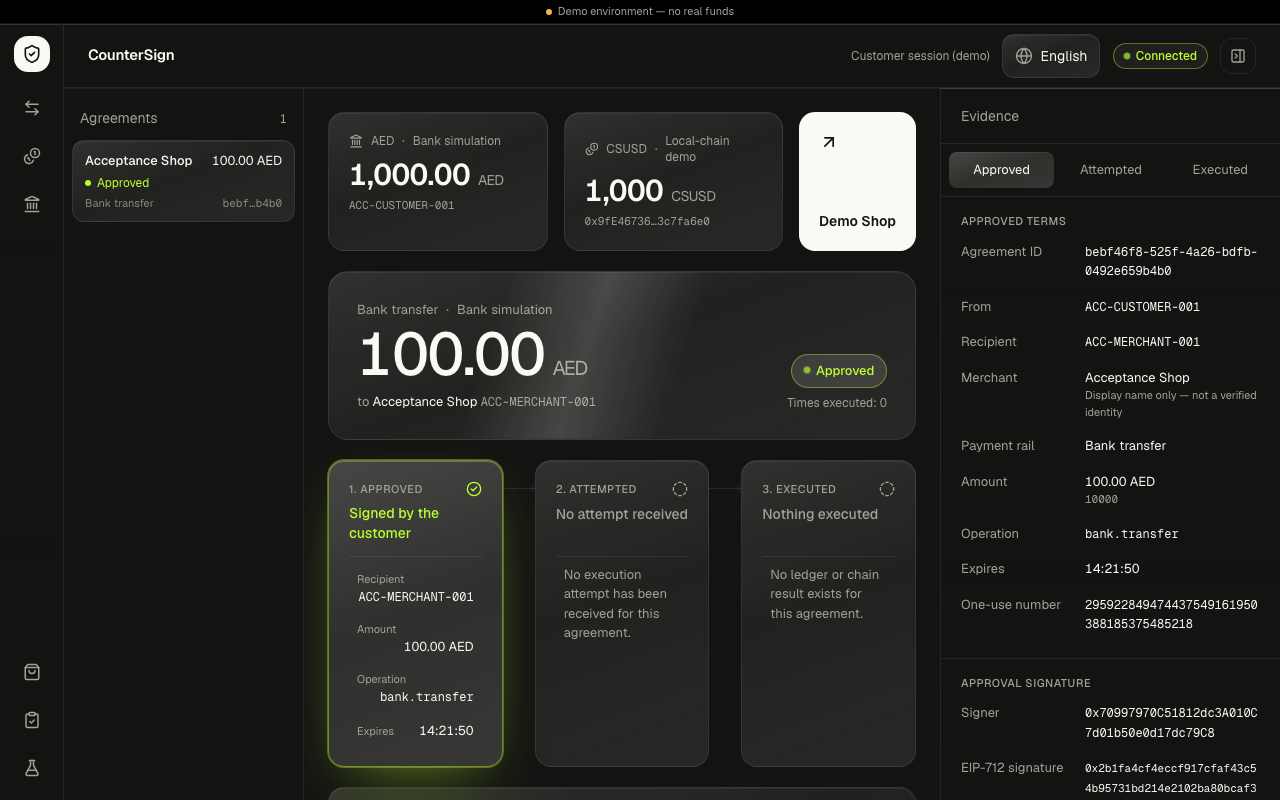 Demo environment — no real funds
CounterSign
Customer session (demo)
English
Connected
Agreements 1
Acceptance Shop 100.00 AED
Approved
Bank transfer bebf…b4b0
AED · Bank simulation
1,000.00 AED
ACC-CUSTOMER-001
CSUSD · Local-chain demo
1,000 CSUSD
0x9fE46736…3c7fa6e0
Demo Shop
Bank transfer · Bank simulation
100.00 AED
to Acceptance Shop ACC-MERCHANT-001
Approved
Times executed: 0
1. APPROVED
Signed by the
customer
Recipient
ACC-MERCHANT-001
Amount
100.00 AED
Operation
bank.transfer
Expires 14:21:50
2. ATTEMPTED
No attempt received
No execution
attempt has been
received for this
agreement.
3. EXECUTED
Nothing executed
No ledger or chain
result exists for
this agreement.
Evidence
Approved Attempted Executed
APPROVED TERMS
Agreement ID bebf46f8-525f-4a26-bdfb-
0492e659b4b0
From ACC-CUSTOMER-001
Recipient ACC-MERCHANT-001
Merchant Acceptance Shop
Display name only — not a verified
identity
Payment rail Bank transfer
Amount 100.00 AED
10000
Operation bank.transfer
Expires 14:21:50
One-use number 295922849474437549161950
388185375485218
APPROVAL SIGNATURE
Signer 0x70997970C51812dc3A010C
7d01b50e0d17dc79C8
EIP-712 signature 0x2b1fa4cf4eccf917cfaf43c5
4b95731bd214e2102ba80bcaf3